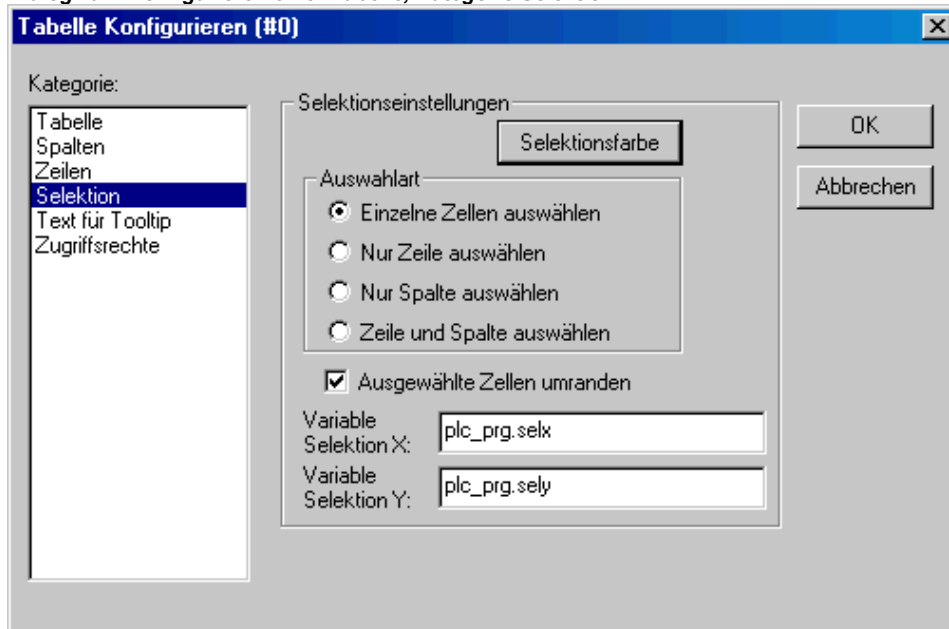 Tabelle Konfigurieren (#0)
Kategorie:
Tabelle
Spalten
Zeilen
Selektion
Text für Tooltip
Zugriffsrechte
Selektionseinstellungen
Selektionsfarbe
Auswahlart
Einzelne Zellen auswählen
Nur Zeile auswählen
Nur Spalte auswählen
Zeile und Spalte auswählen
Ausgewählte Zellen umranden
Variable
Selektion X:
plc_prg.selx
Variable
Selektion Y:
plc_prg.sely
OK
Abbrechen